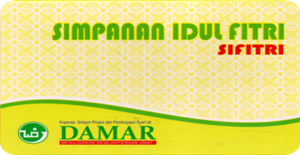 SIMPANAN IDUL FITRI
SIFITRI
Koperasi Simpan Pinjam dan Pembiayaan Syari'ah
DAMAR